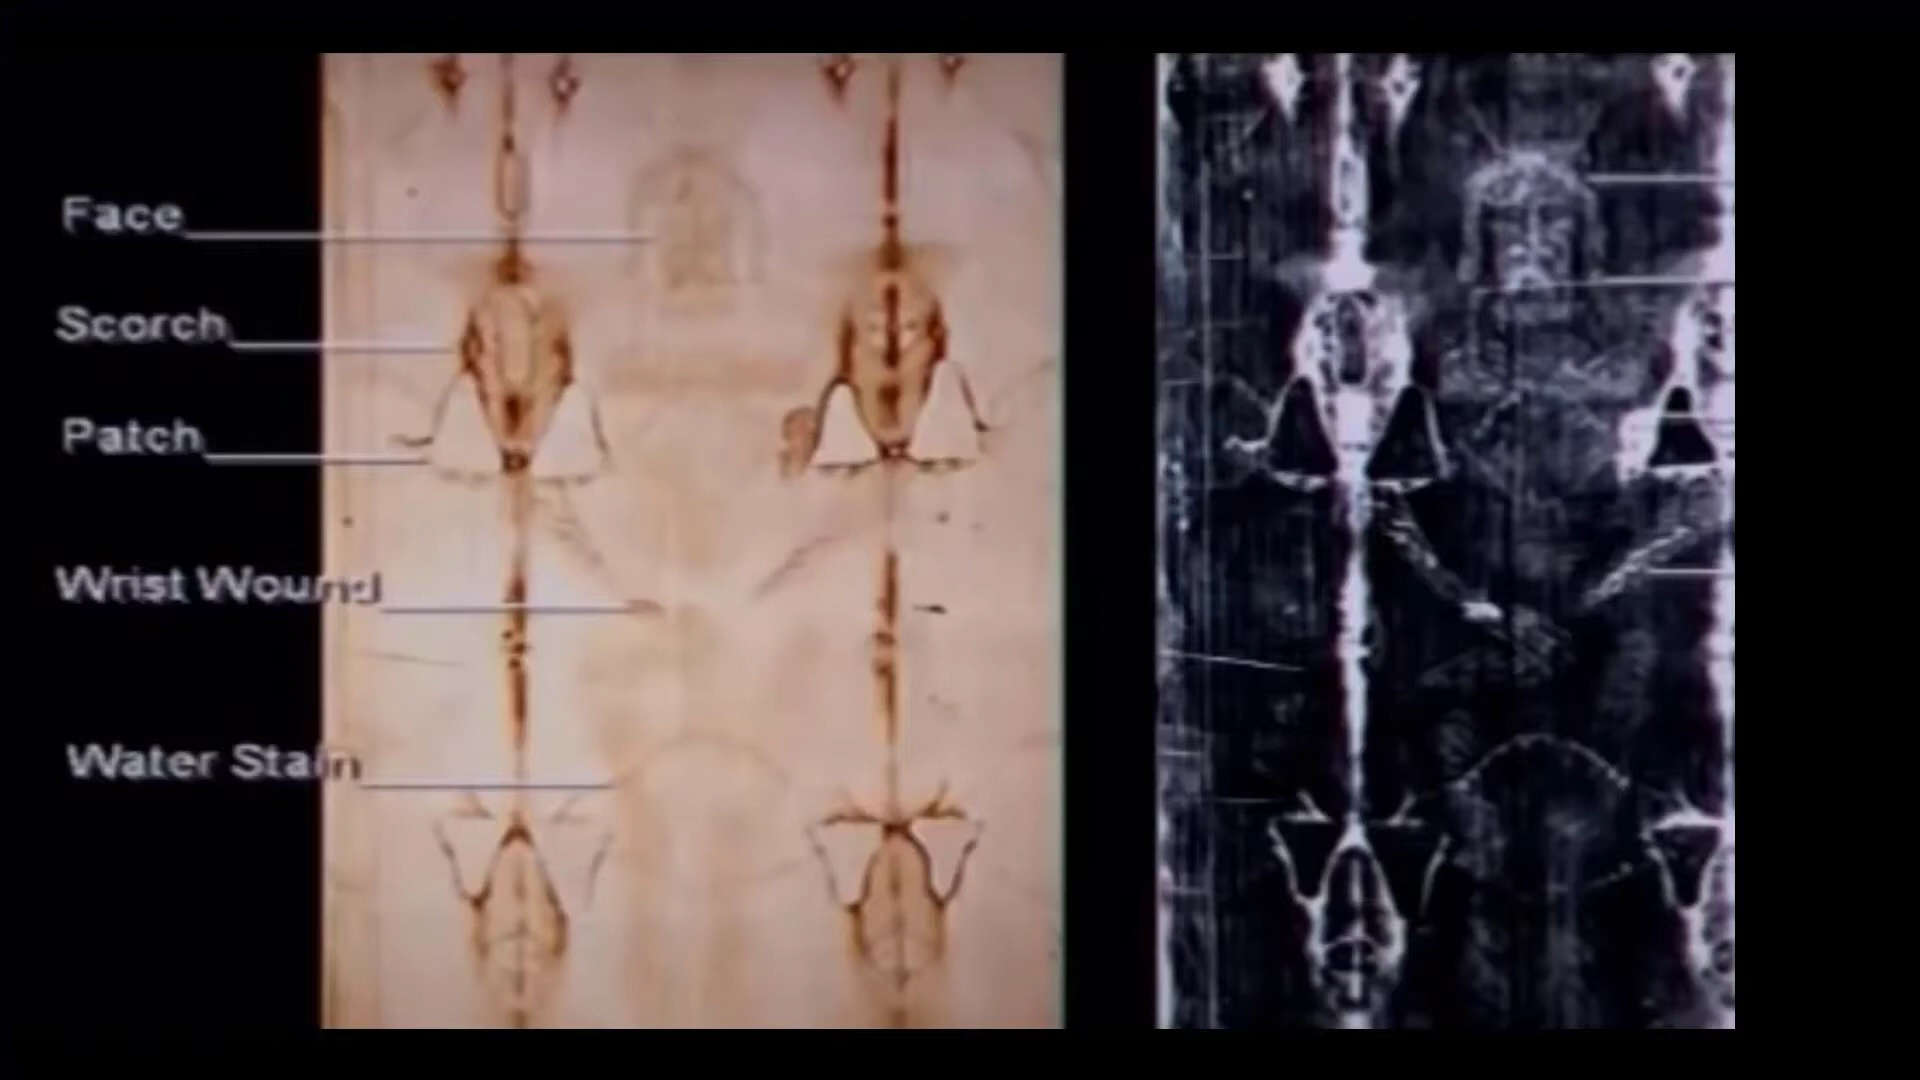 Face
Scorch
Patch
Wrist Wound
Water Stain